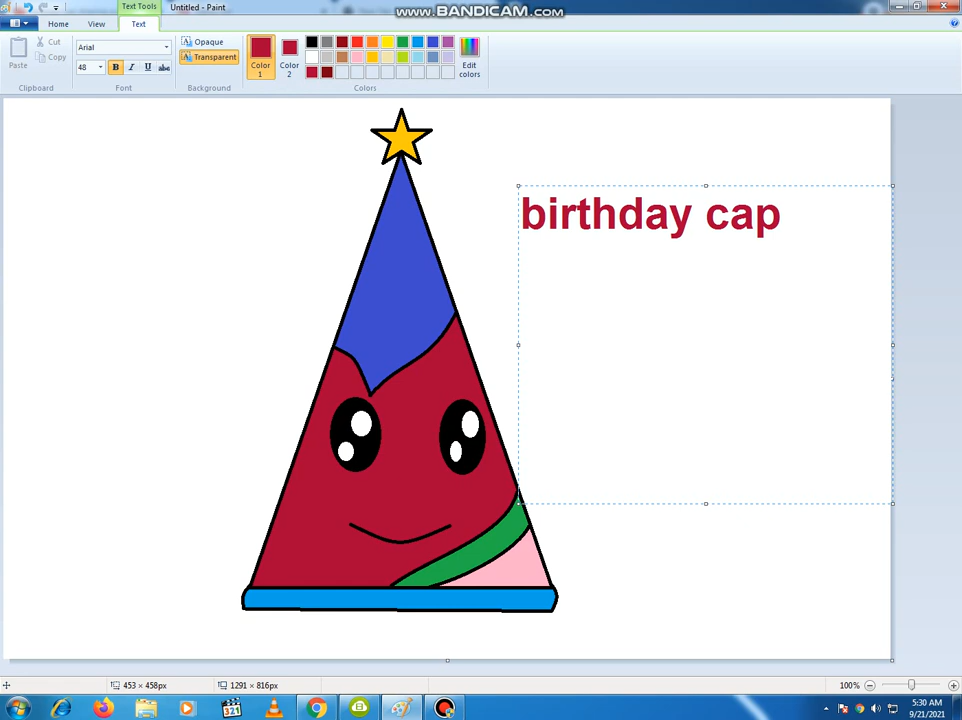 Text Tools
Untitled - Paint
www.BANDICAM.com
Home
View
Text
Paste
Cut
Copy
Clipboard
Arial
48
B
I
U
abc
Font
Opaque
Transparent
Background
Color 1
Color 2
Edit colors
Colors
birthday cap
453 × 458px
1291 × 816px
100%
321
5:30 AM
9/21/2021